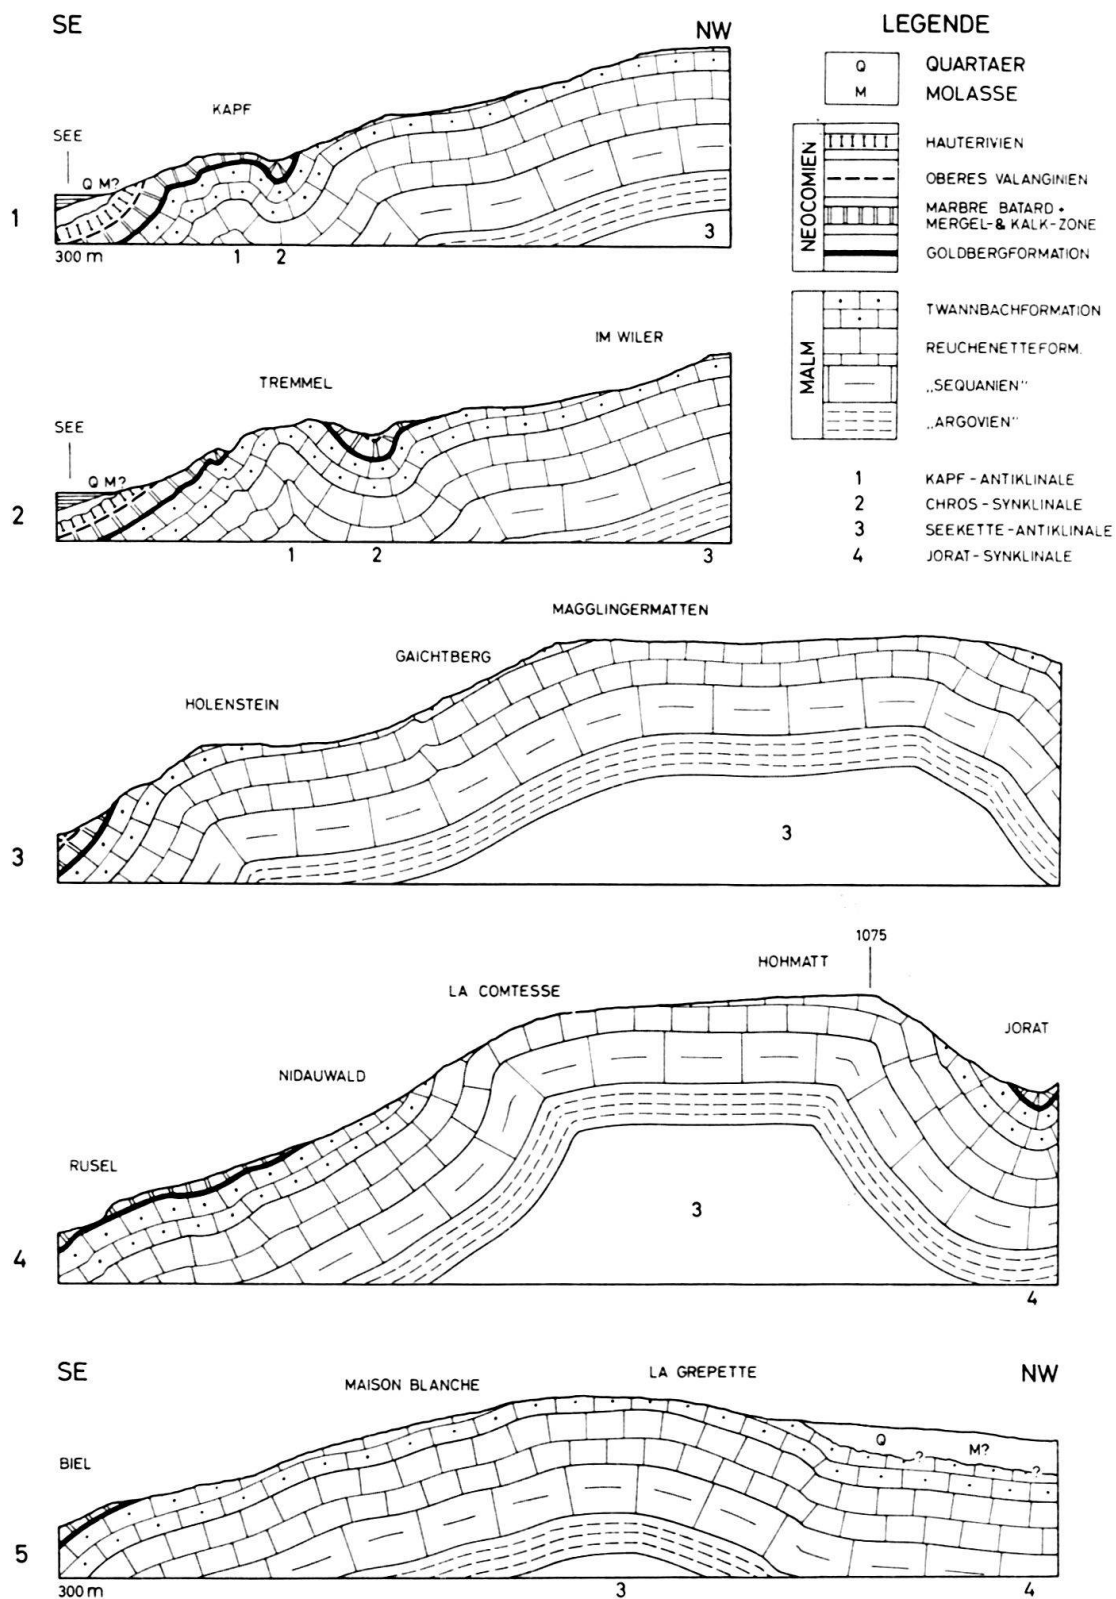 SE
NW
KAPF
SEE
Q M?
1
300 m
1 2
3
LEGENDE
Q QUARTAER
M MOLASSE
NEOCOMIEN
HAUTERIVIEN
OBERES VALANGINIEN
MARBRE BATARD +
MERGEL- & KALK-ZONE
GOLDBERGFORMATION
MALM
TWANNBACHFORMATION
REUCHENETTEFORM.
„SEQUANIEN"
„ARGOVIEN"
1 KAPF-ANTIKLINALE
2 CHROS-SYNKLINALE
3 SEEKETTE-ANTIKLINALE
4 JORAT-SYNKLINALE
IM WILER
TREMMEL
SEE
Q M?
2
1 2 3
MAGGLINGERMATTEN
GAICHTBERG
HOLENSTEIN
3
3
1075
HOHMATT
LA COMTESSE
JORAT
NIDAUWALD
RUSEL
3
4
4
SE
NW
LA GREPETTE
MAISON BLANCHE
BIEL
Q M?
? ?
5
300 m
3 4